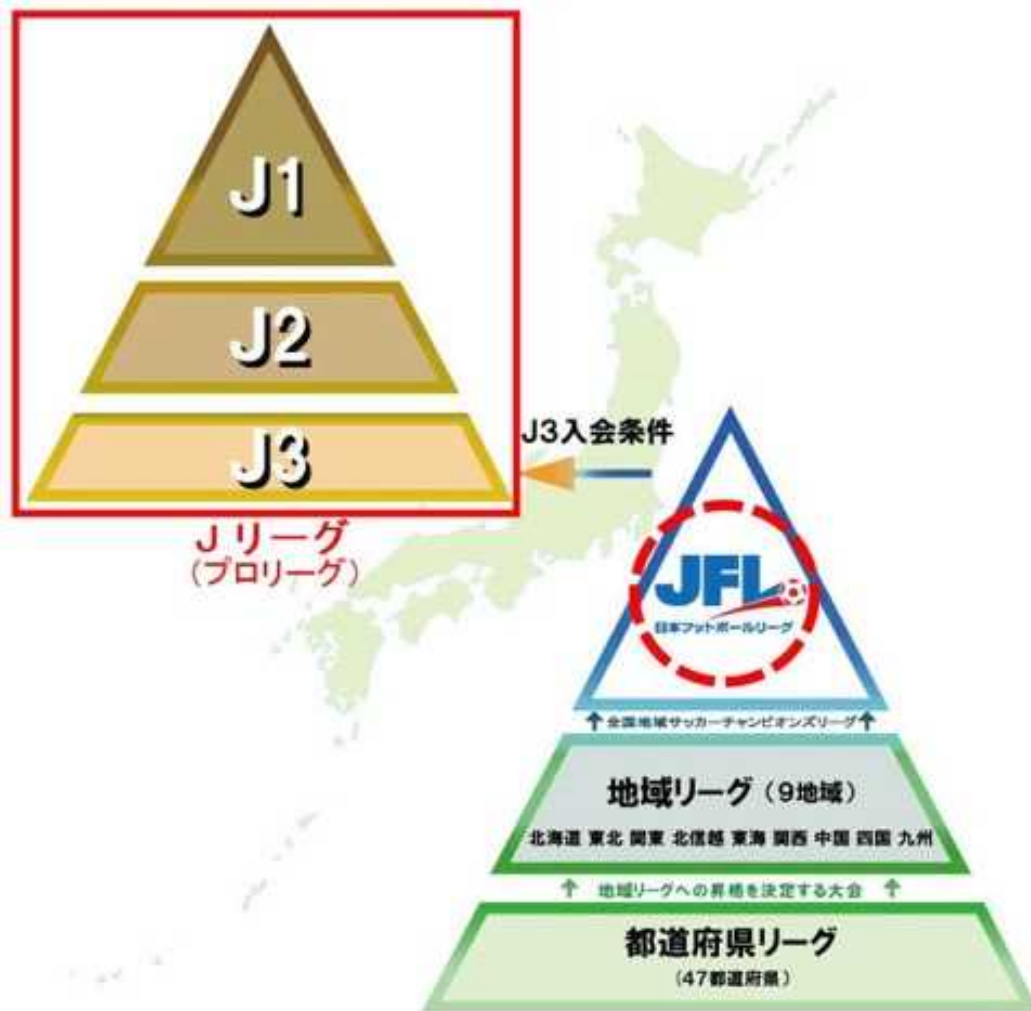 J1
J2
J3
Jリーグ
(プロリーグ)
J3入会条件
JFL
日本フットボールリーグ
↑全国地域サッカーチャンピオンズリーグ↑
地域リーグ（9地域）
北海道 東北 関東 北信越 東海 関西 中国 四国 九州
↑ 地域リーグへの昇格を決定する大会 ↑
都道府県リーグ
(47都道府県)